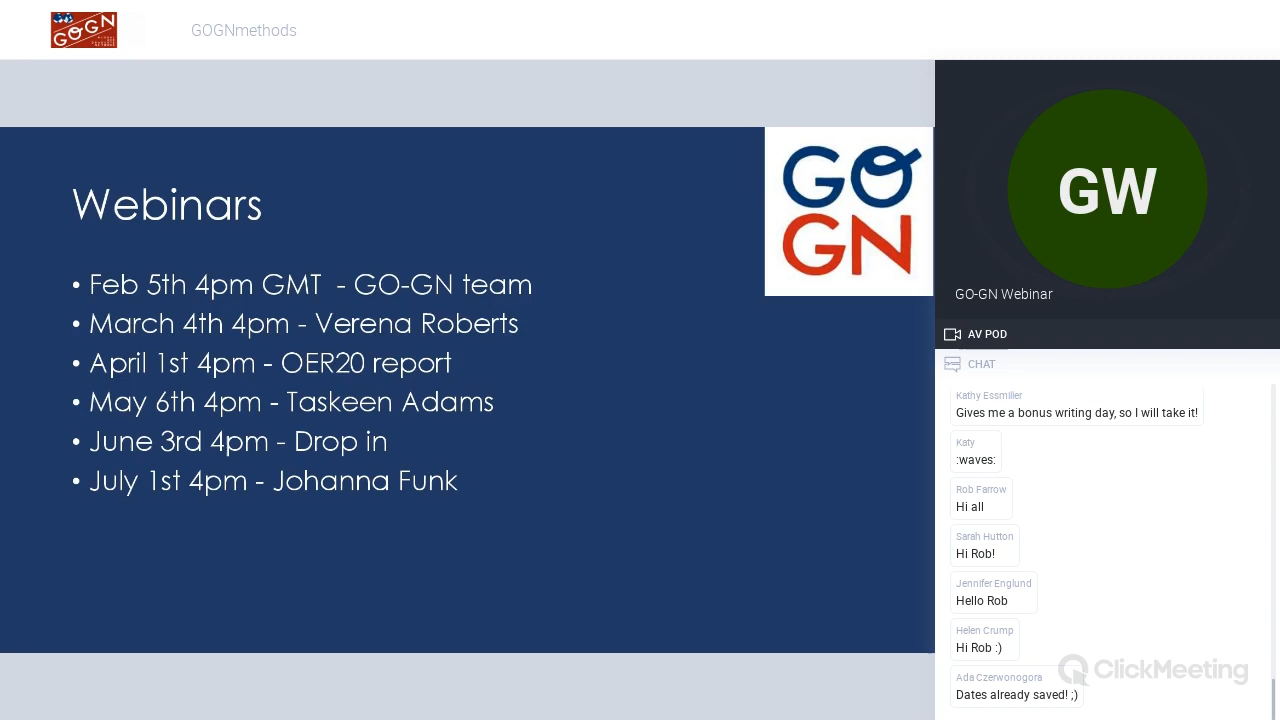 GOGN
GOGNmethods
Webinars
• Feb 5th 4pm GMT - GO-GN team
• March 4th 4pm - Verena Roberts
• April 1st 4pm - OER20 report
• May 6th 4pm - Taskeen Adams
• June 3rd 4pm - Drop in
• July 1st 4pm - Johanna Funk
GO
GN
GW
GO-GN Webinar
AV POD
CHAT
Kathy Essmiller
Gives me a bonus writing day, so I will take it!
Katy
:waves:
Rob Farrow
Hi all
Sarah Hutton
Hi Rob!
Jennifer Englund
Hello Rob
Helen Crump
Hi Rob :)
Ada Czerwonogora
Dates already saved! ;)
ClickMeeting